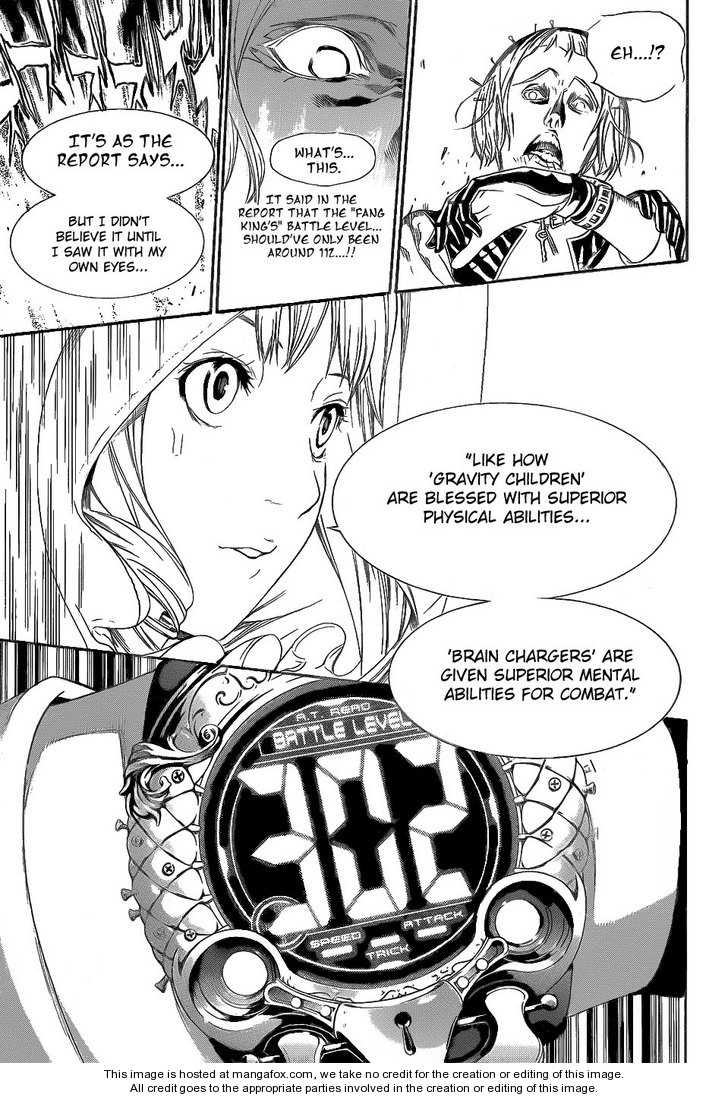 EH...!?
WHAT'S...
THIS.
IT SAID IN THE
REPORT THAT THE "FANG
KING'S" BATTLE LEVEL...
SHOULD'VE ONLY BEEN
AROUND 112...!!
IT'S AS THE
REPORT SAYS...
BUT I DIDN'T
BELIEVE IT UNTIL
I SAW IT WITH MY
OWN EYES...
"LIKE HOW
'GRAVITY CHILDREN'
ARE BLESSED WITH SUPERIOR
PHYSICAL ABILITIES...
'BRAIN CHARGERS' ARE
GIVEN SUPERIOR MENTAL
ABILITIES FOR COMBAT."
A.T. READ
BATTLE LEVEL
302
SPEED
TRICK
ATTACK
This image is hosted at mangafox.com, we take no credit for the creation or editing of this image.
All credit goes to the appropriate parties involved in the creation or editing of this image.